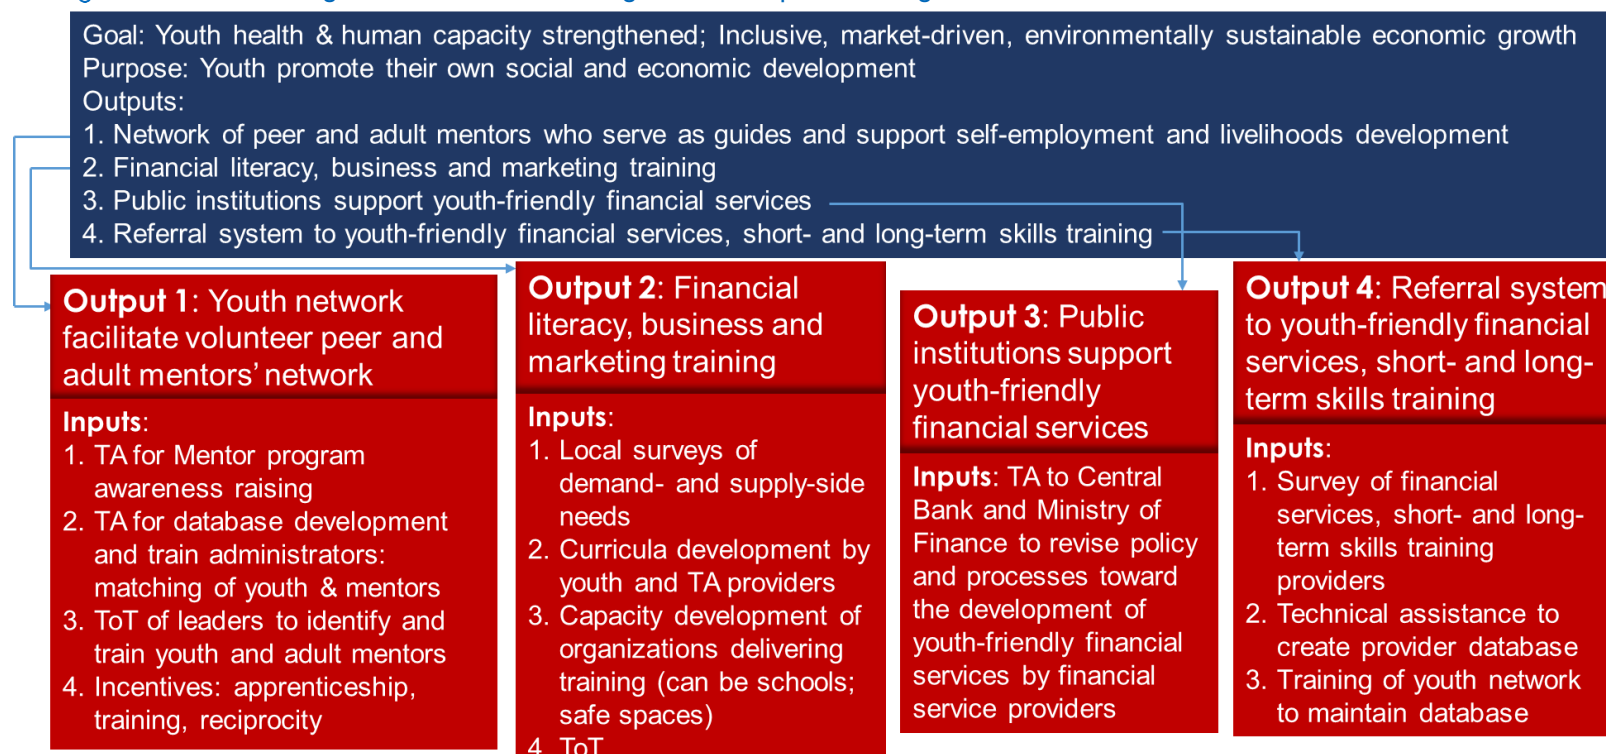 Goal: Youth health & human capacity strengthened; Inclusive, market-driven, environmentally sustainable economic growth
Purpose: Youth promote their own social and economic development
Outputs:
1. Network of peer and adult mentors who serve as guides and support self-employment and livelihoods development
2. Financial literacy, business and marketing training
3. Public institutions support youth-friendly financial services
4. Referral system to youth-friendly financial services, short- and long-term skills training
Output 1: Youth network
facilitate volunteer peer and
adult mentors' network
Inputs:
1. TA for Mentor program
awareness raising
2. TA for database development
and train administrators:
matching of youth & mentors
3. ToT of leaders to identify and
train youth and adult mentors
4. Incentives: apprenticeship,
training, reciprocity
Output 2: Financial
literacy, business and
marketing training
Inputs:
1. Local surveys of
demand- and supply-side
needs
2. Curricula development by
youth and TA providers
3. Capacity development of
organizations delivering
training (can be schools;
safe spaces)
4. ToT
Output 3: Public
institutions support
youth-friendly
financial services
Inputs: TA to Central
Bank and Ministry of
Finance to revise policy
and processes toward
the development of
youth-friendly financial
services by financial
service providers
Output 4: Referral system
to youth-friendly financial
services, short- and long-
term skills training
Inputs:
1. Survey of financial
services, short- and long-
term skills training
providers
2. Technical assistance to
create provider database
3. Training of youth network
to maintain database